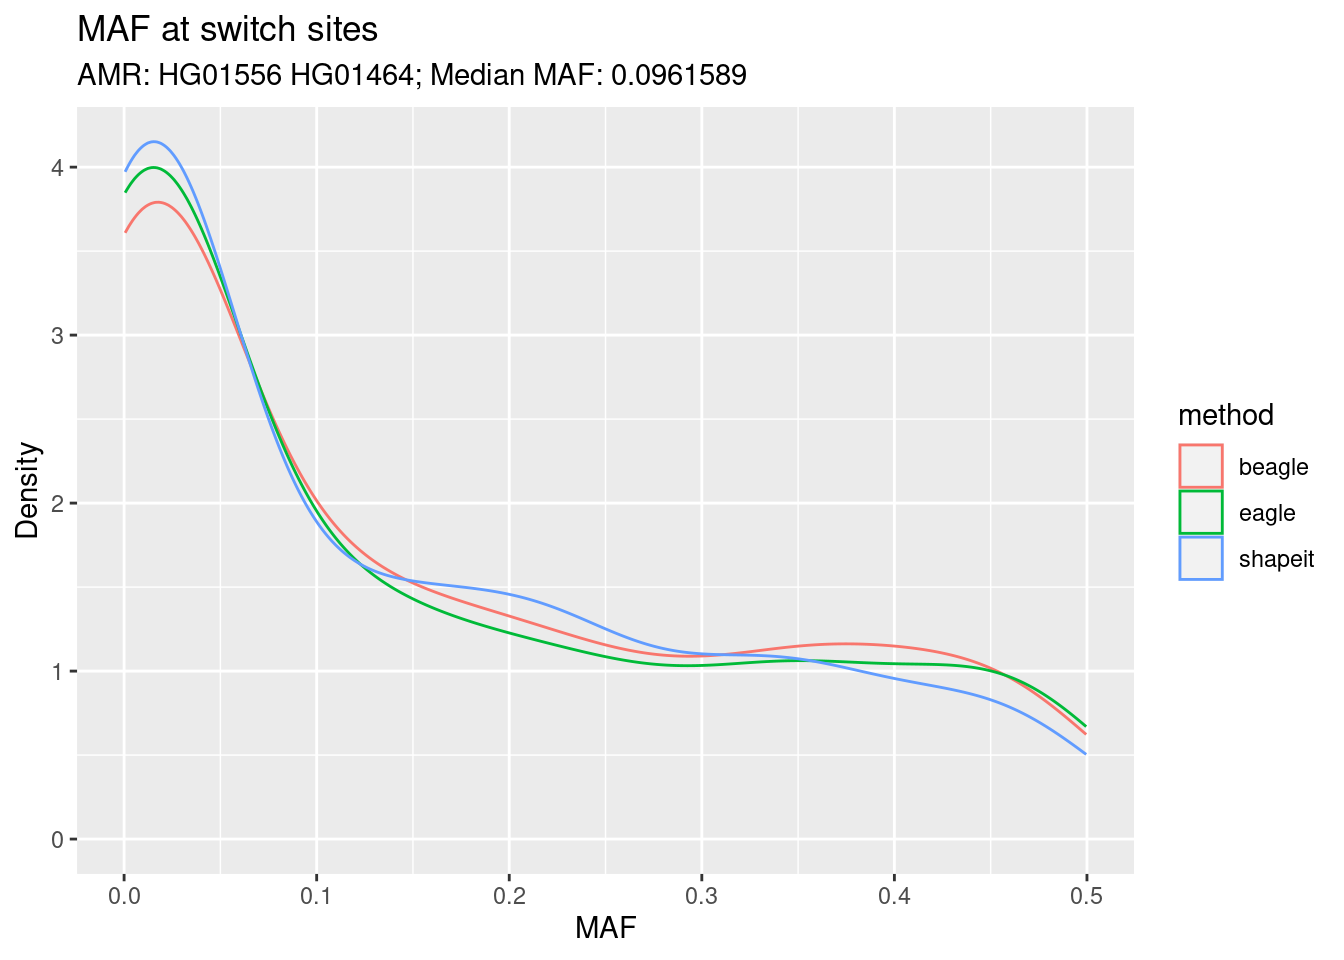 MAF at switch sites
AMR: HG01556 HG01464; Median MAF: 0.0961589
4
3
2
1
0
Density
0.0 0.1 0.2 0.3 0.4 0.5
MAF
method
beagle
eagle
shapeit